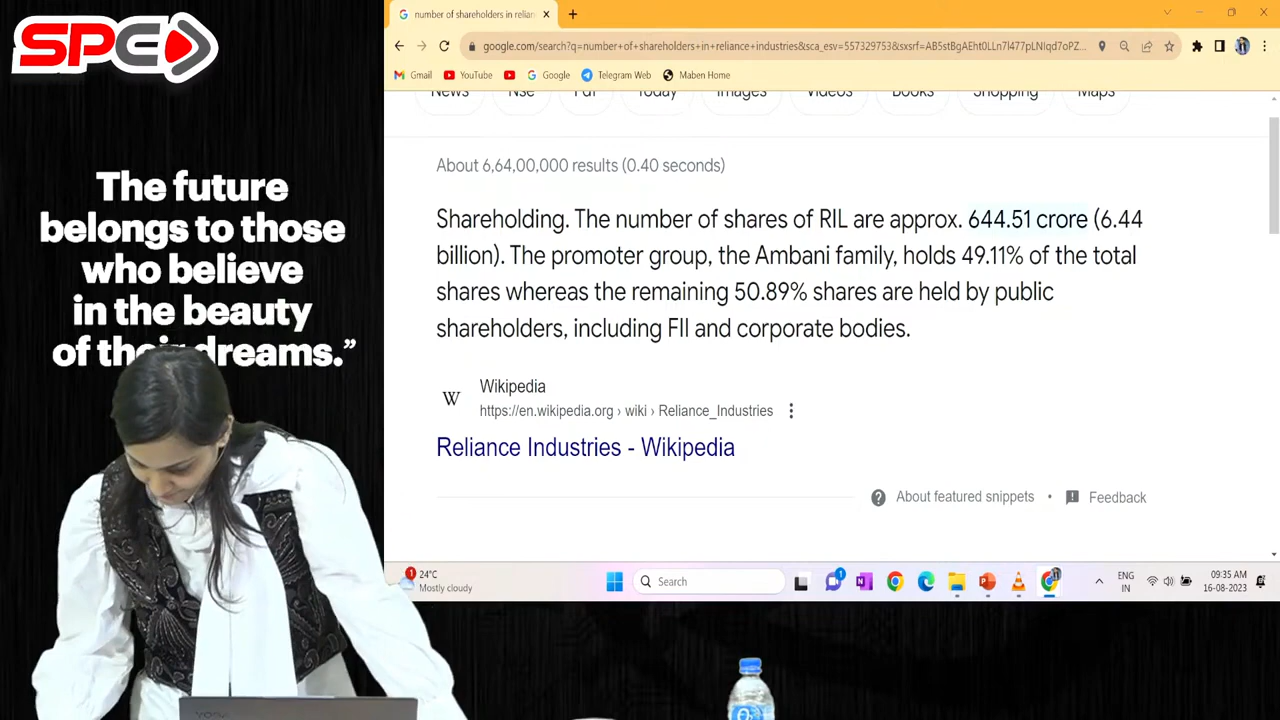 SPC
The future
belongs to those
who believe
in the beauty
of their dreams.”
number of shareholders in relian
google.com/search?q=number+of+shareholders+in+reliance+industries&sca_esv=557329753&sxsrf=AB5stBgAEht0LLn7l477pLNIqd7oPZ...
Gmail
YouTube
Google
Telegram Web
Maben Home
News
Nse
Pdf
Today
Images
Videos
Books
Shopping
Maps
About 6,64,00,000 results (0.40 seconds)
Shareholding. The number of shares of RIL are approx. 644.51 crore (6.44
billion). The promoter group, the Ambani family, holds 49.11% of the total
shares whereas the remaining 50.89% shares are held by public
shareholders, including FII and corporate bodies.
W
Wikipedia
https://en.wikipedia.org › wiki › Reliance_Industries
Reliance Industries - Wikipedia
About featured snippets
•
Feedback
1
24°C
Mostly cloudy
Search
1
ENG
IN
09:35 AM
16-08-2023